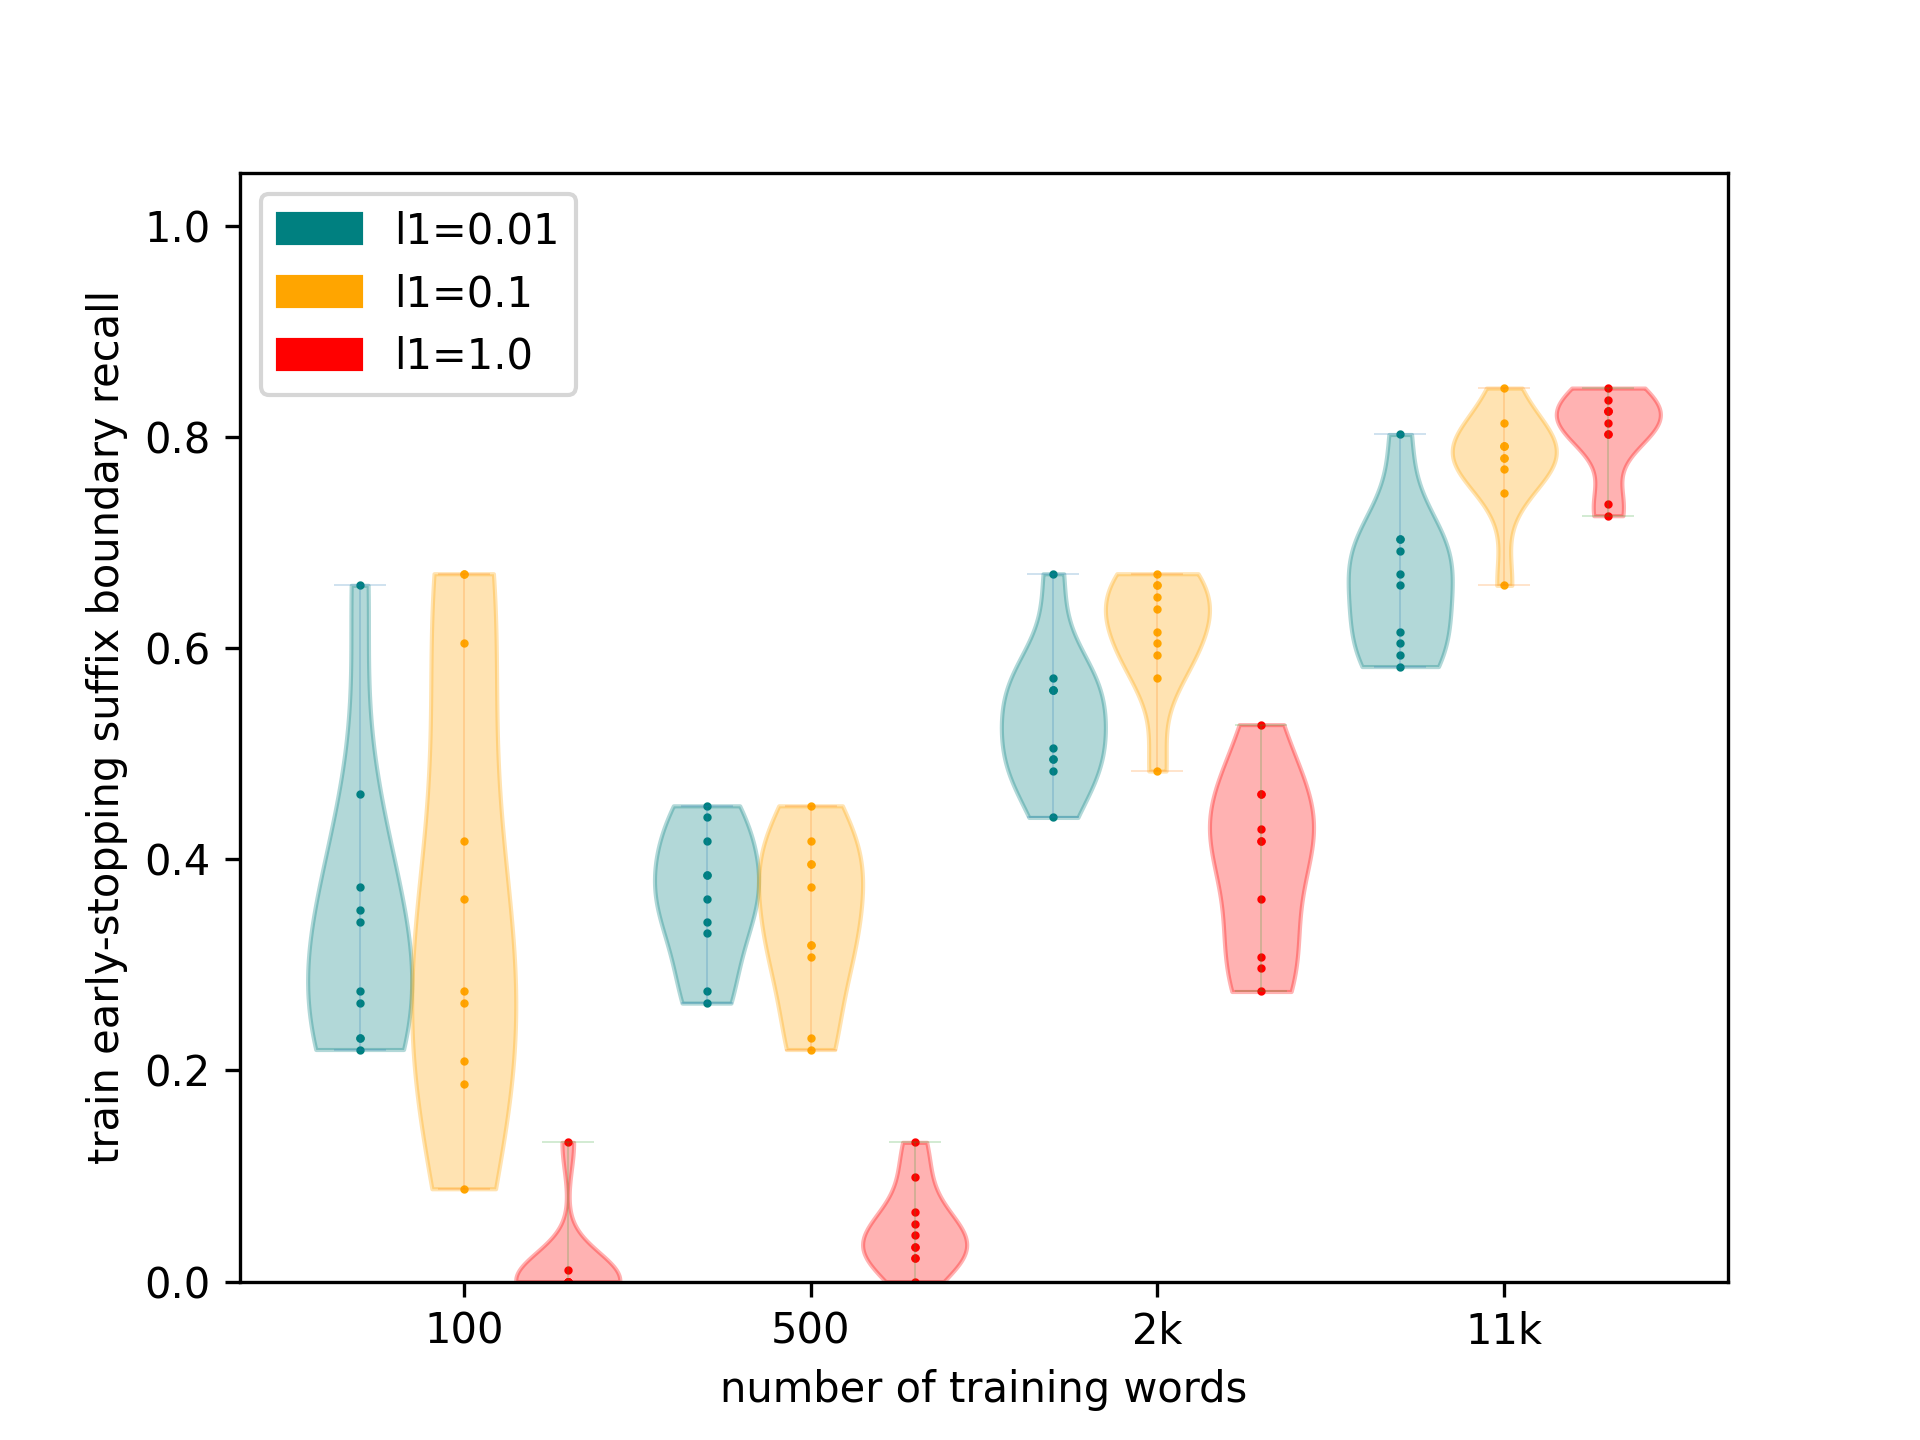 l1=0.01
l1=0.1
l1=1.0
train early-stopping suffix boundary recall
1.0
0.8
0.6
0.4
0.2
0.0
100 500 2k 11k
number of training words